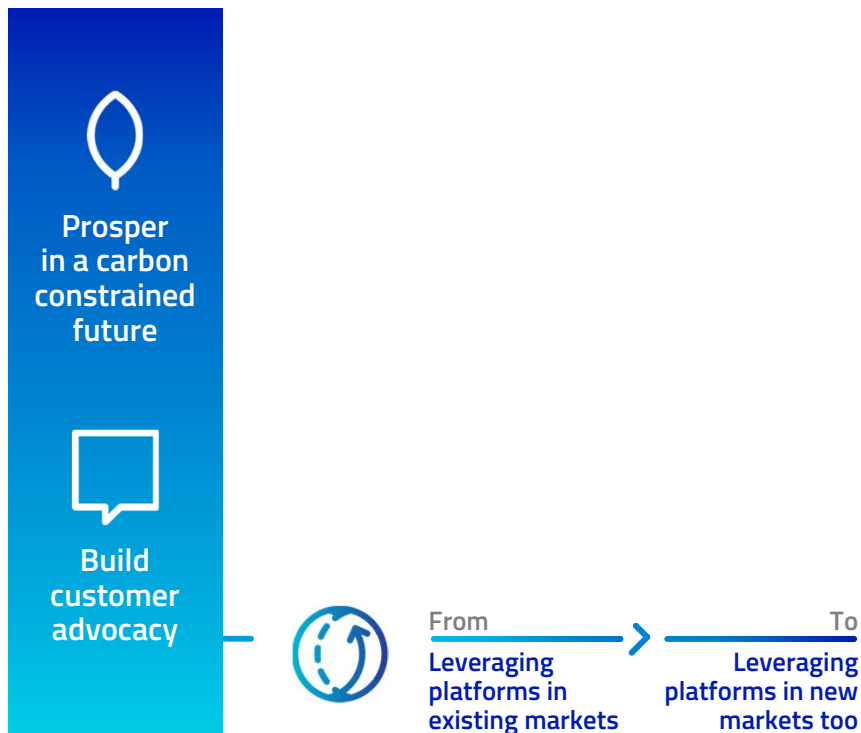 Prosper
in a carbon
constrained
future
Build
customer
advocacy
From
Leveraging
platforms in
existing markets
To
Leveraging
platforms in new
markets too